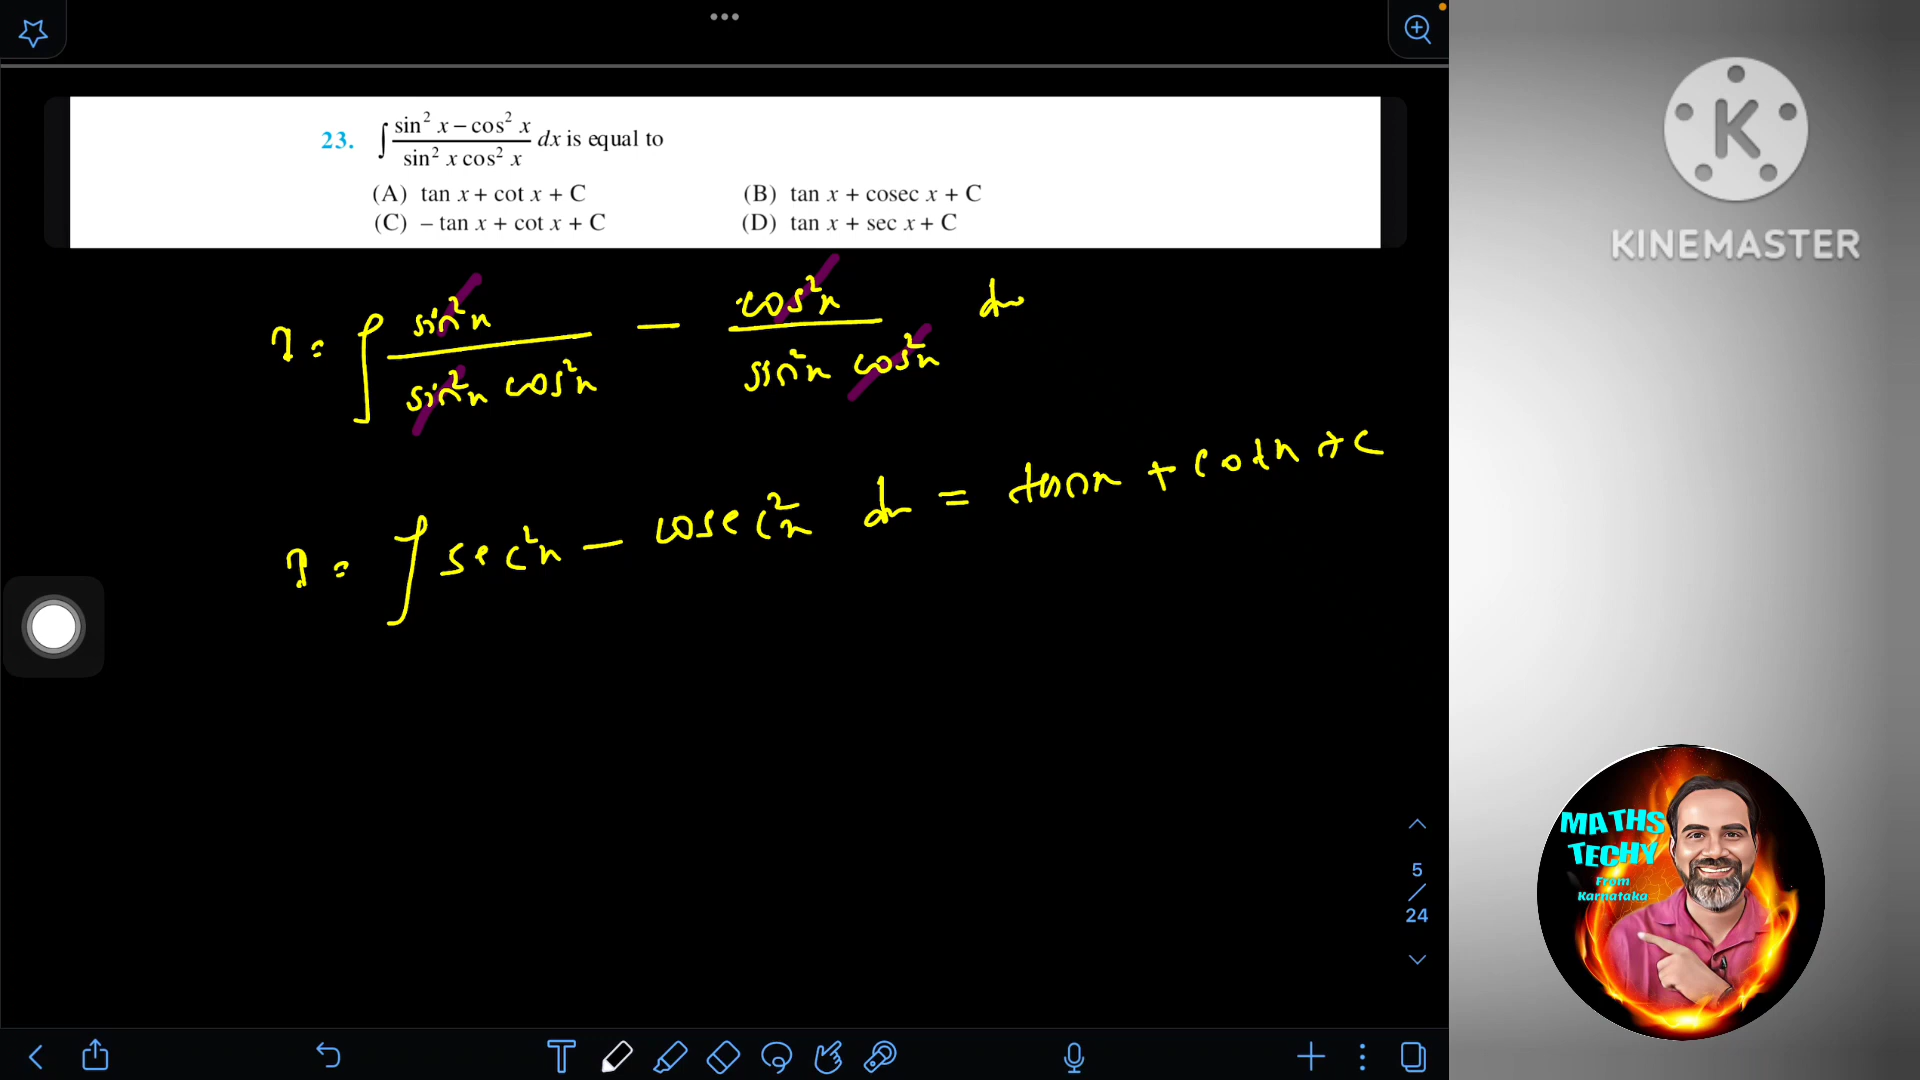 23. ∫ sin² x – cos² x / sin² x cos² x dx is equal to
(A) tan x + cot x + C (B) tan x + cosec x + C
(C) – tan x + cot x + C (D) tan x + sec x + C
I = ∫ sin²x / sin²x cos²x – cos²x / sin²x cos²x dx
I = ∫ sec²x – cosec²x dx = tanx + cotx + c
5
/
24
T
K
KINEMASTER
MATHS
TECHY
From
Karnataka